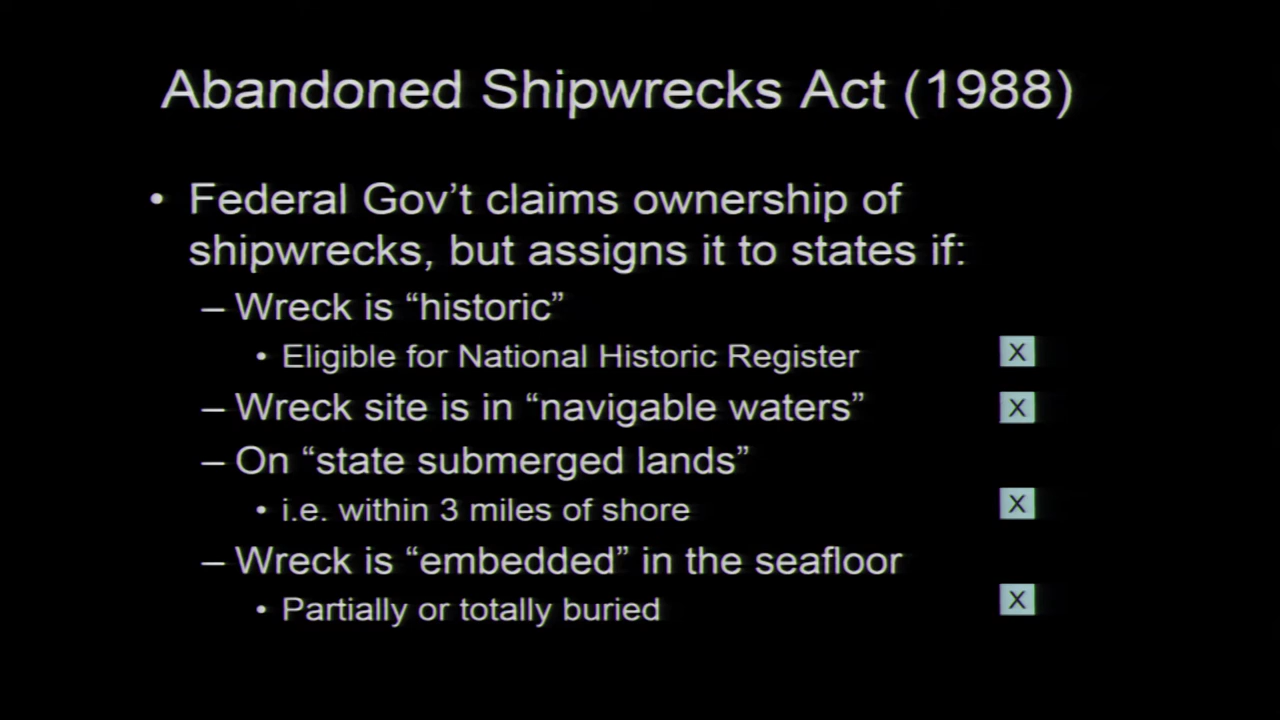 Abandoned Shipwrecks Act (1988)
• Federal Gov’t claims ownership of
shipwrecks, but assigns it to states if:
– Wreck is “historic”
• Eligible for National Historic Register X
– Wreck site is in “navigable waters” X
– On “state submerged lands”
• i.e. within 3 miles of shore X
– Wreck is “embedded” in the seafloor
• Partially or totally buried X